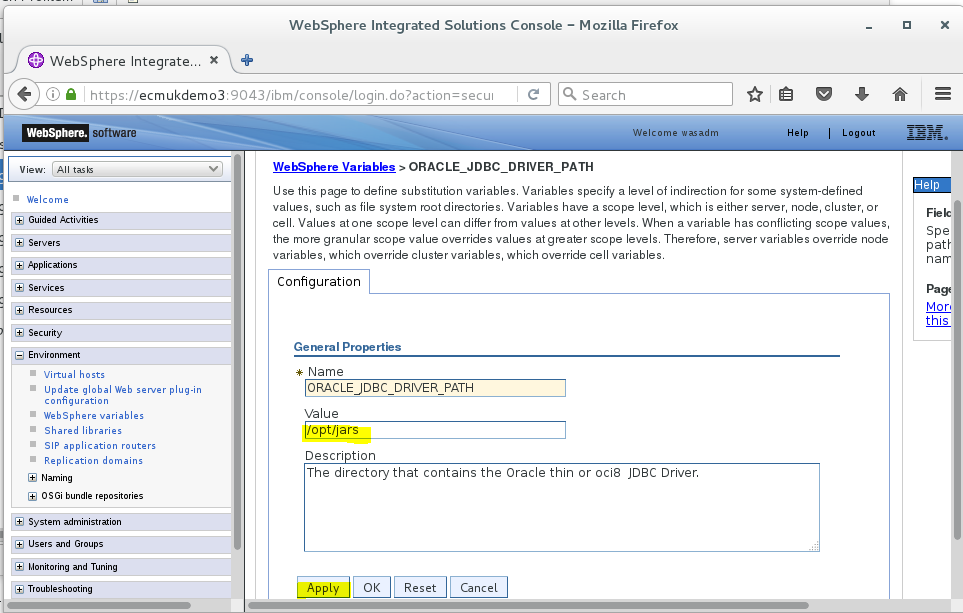 WebSphere Integrated Solutions Console - Mozilla Firefox
WebSphere Integrate...
https://ecmukdemo3:9043/ibm/console/login.do?action=secur
Search
WebSphere. software
Welcome wasadm
Help
Logout
IBM.
View: All tasks
Welcome
Guided Activities
Servers
Applications
Services
Resources
Security
Environment
Virtual hosts
Update global Web server plug-in
configuration
WebSphere variables
Shared libraries
SIP application routers
Replication domains
Naming
OSGi bundle repositories
System administration
Users and Groups
Monitoring and Tuning
Troubleshooting
WebSphere Variables > ORACLE_JDBC_DRIVER_PATH
Use this page to define substitution variables. Variables specify a level of indirection for some system-defined
values, such as file system root directories. Variables have a scope level, which is either server, node, cluster, or
cell. Values at one scope level can differ from values at other levels. When a variable has conflicting scope values,
the more granular scope value overrides values at greater scope levels. Therefore, server variables override node
variables, which override cluster variables, which override cell variables.
Configuration
General Properties
* Name
ORACLE_JDBC_DRIVER_PATH
Value
/opt/jars
Description
The directory that contains the Oracle thin or oci8 JDBC Driver.
Apply OK Reset Cancel
Help
Field
Spe
path
nam
Page
More
this